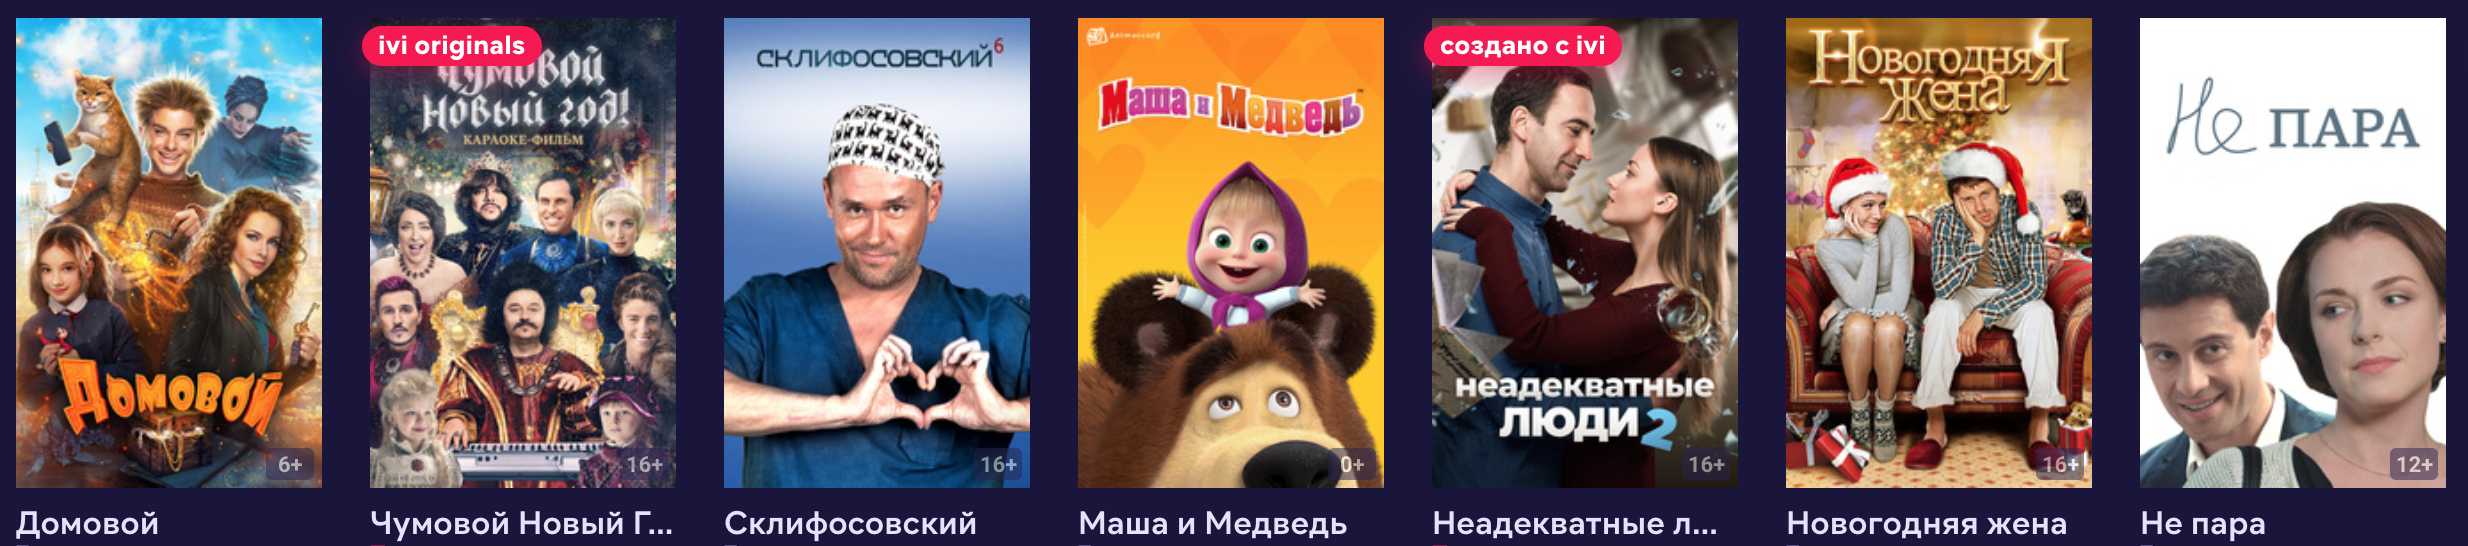 ivi originals
создано с ivi
Домовой
6+
Чумовой
Новый год!
КАРАОКЕ-ФИЛЬМ
16+
СКЛИФОСОВСКИЙ 6
16+
Animaccord
Маша и Медведь
0+
неадекватные
ЛЮДИ 2
16+
Новогодняя
жена
16+
Не ПАРА
12+
Домовой
Чумовой Новый Г...
Склифосовский
Маша и Медведь
Неадекватные л...
Новогодняя жена
Не пара